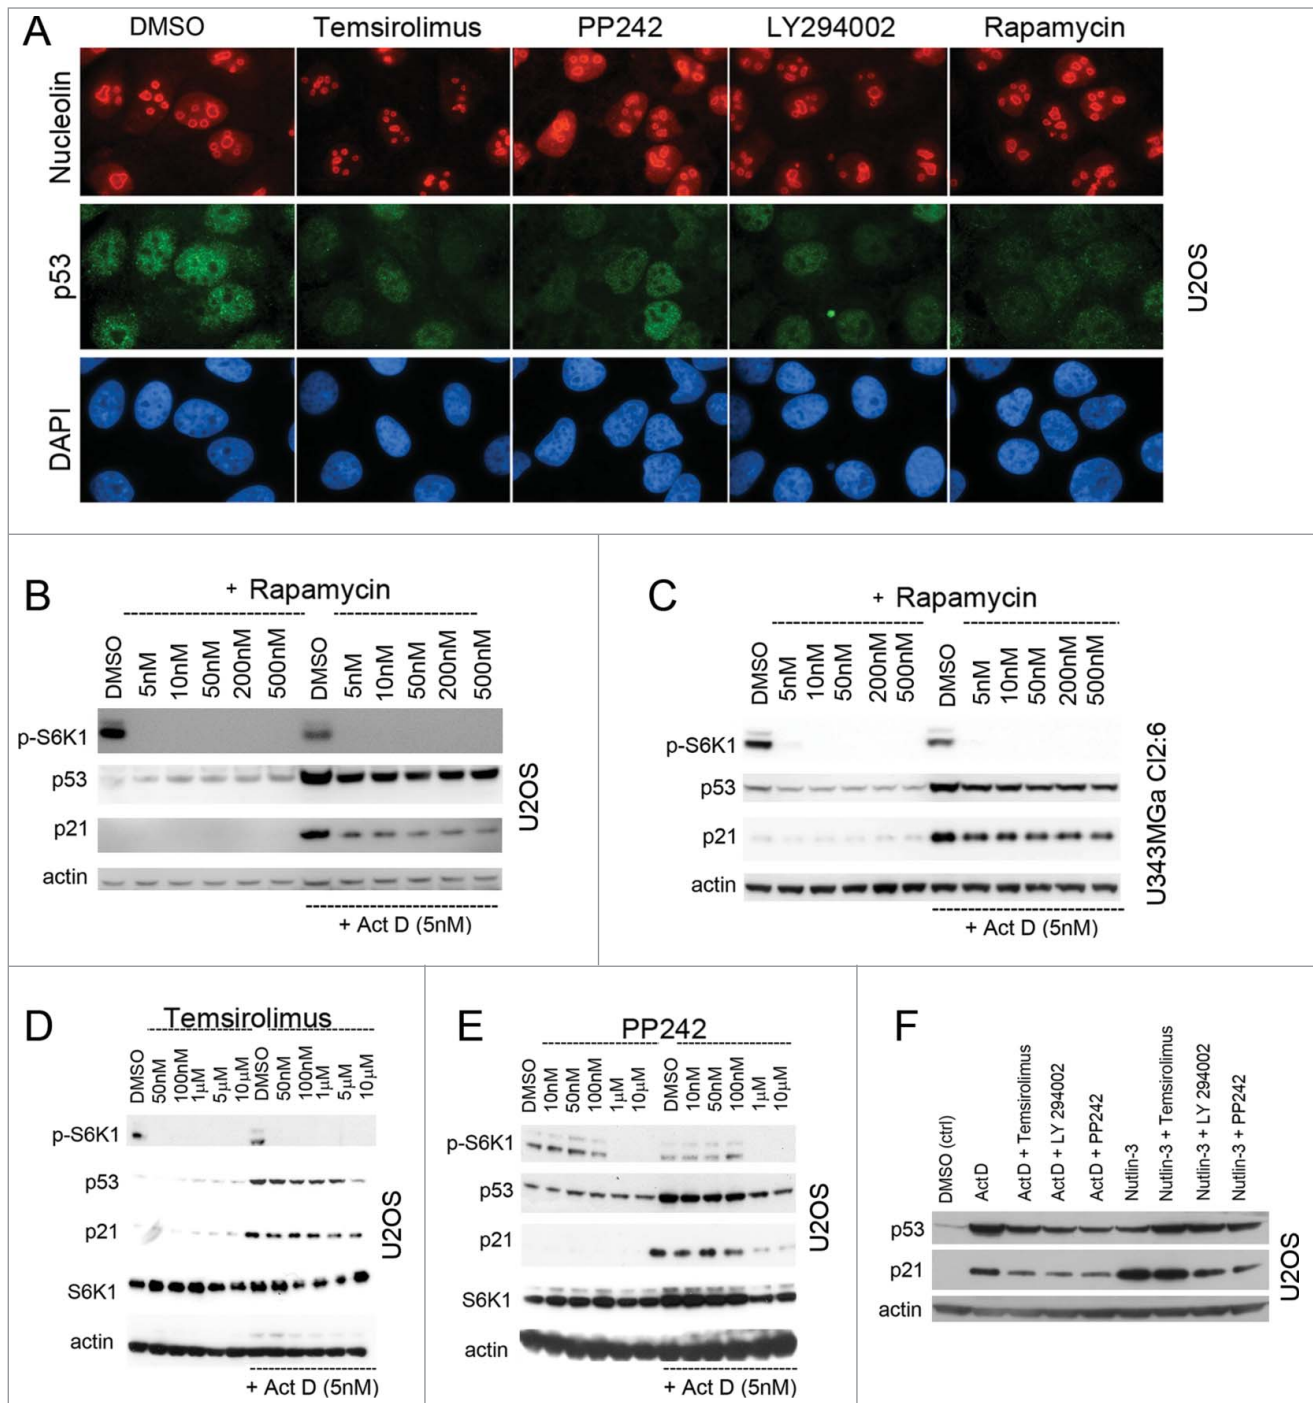 A
DMSO Temsirolimus PP242 LY294002 Rapamycin
Nucleolin
p53
DAPI
U2OS
B
+ Rapamycin
DMSO 5nM 10nM 50nM 200nM 500nM DMSO 5nM 10nM 50nM 200nM 500nM
p-S6K1
p53
p21
actin
U2OS
+ Act D (5nM)
C
+ Rapamycin
DMSO 5nM 10nM 50nM 200nM 500nM DMSO 5nM 10nM 50nM 200nM 500nM
p-S6K1
p53
p21
actin
U343MGa Cl2:6
+ Act D (5nM)
D
Temsirolimus
DMSO 50nM 100nM 1µM 5µM 10µM DMSO 50nM 100nM 1µM 5µM 10µM
p-S6K1
p53
p21
S6K1
actin
U2OS
+ Act D (5nM)
E
PP242
DMSO 10nM 50nM 100nM 1µM 10µM DMSO 10nM 50nM 100nM 1µM 10µM
p-S6K1
p53
p21
S6K1
actin
U2OS
+ Act D (5nM)
F
DMSO (ctrl)
ActD
ActD + Temsirolimus
ActD + LY 294002
ActD + PP242
Nutlin-3
Nutlin-3 + Temsirolimus
Nutlin-3 + LY 294002
Nutlin-3 + PP242
p53
p21
actin
U2OS